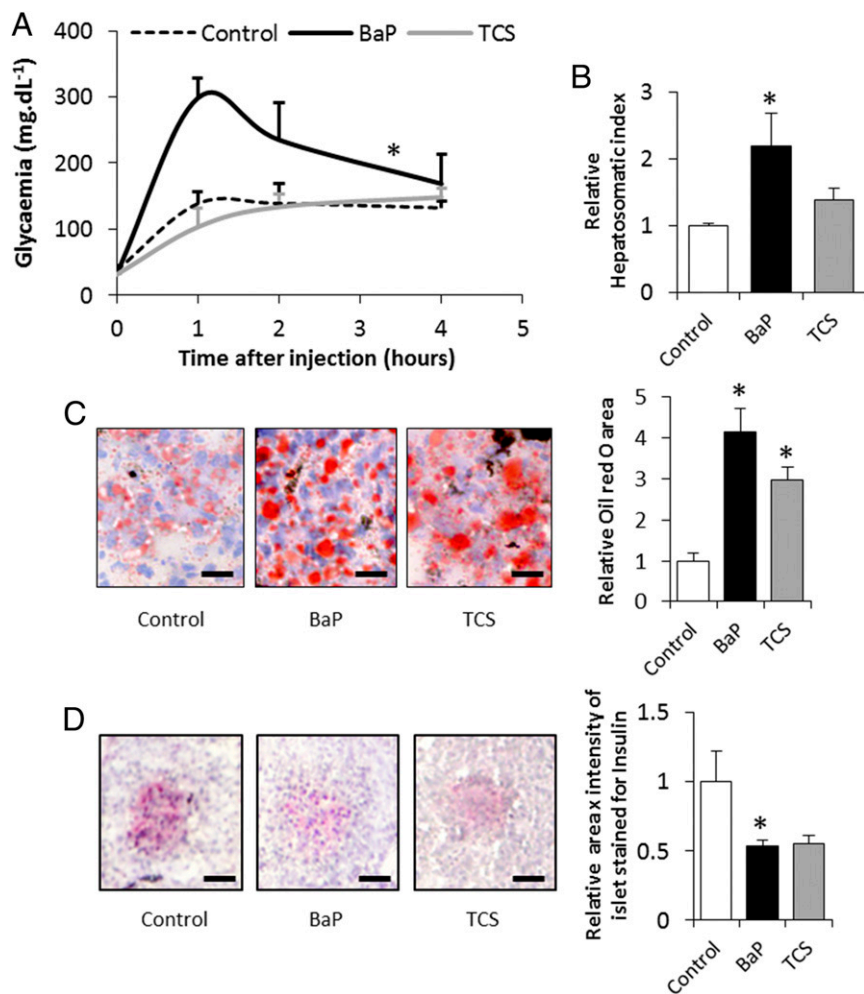 A
Control BaP TCS
400
300
200
100
0
*
Glycaemia (mg.dL-1)
0 1 2 3 4 5
Time after injection (hours)
B
Relative
Hepatosomatic index
3
2
1
0
*
Control BaP TCS
C
Control BaP TCS
Relative Oil red O area
5
4
3
2
1
0
* *
Control BaP TCS
D
Control BaP TCS
Relative area x intensity of
islet stained for Insulin
1.5
1
0.5
0
*
Control BaP TCS